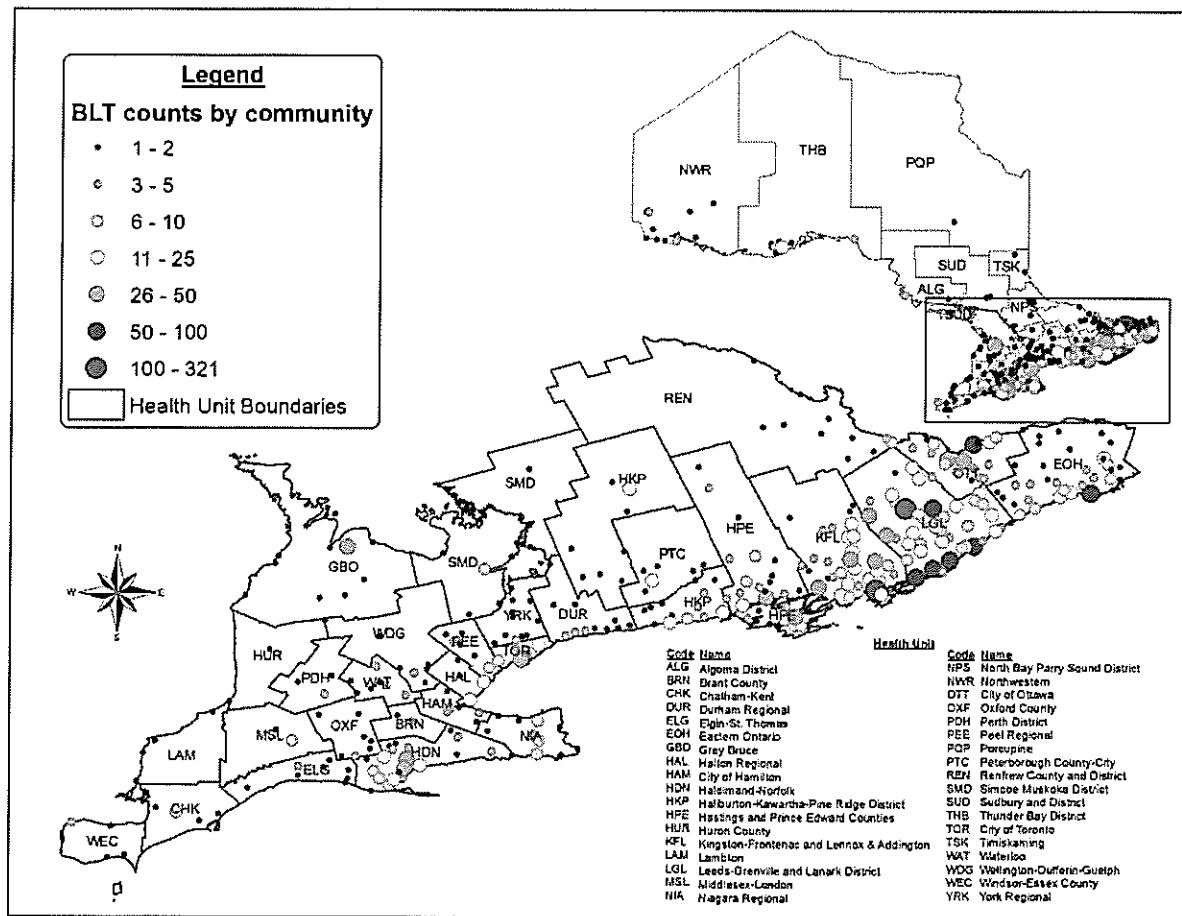 Legend
BLT counts by community
1 - 2
3 - 5
6 - 10
11 - 25
26 - 50
50 - 100
100 - 321
Health Unit Boundaries
NWR
THB
PQP
SUD
TSK
ALG
NPS
SUD
REN
SMD
HKP
EOH
HPE
KFL
LGL
GBO
SMD
PTC
HKP
HPE
YRK
DUR
WDG
PEE
TOR
HUR
PDH
WAT
HAL
HAM
MSL
OXF
BRN
NIA
HDN
LAM
ELG
CHK
WEC
N
W E
S
Health Unit
Code Name
ALG Algoma District
BRN Brant County
CHK Chatham-Kent
DUR Durham Regional
ELG Elgin-St. Thomas
EOH Eastern Ontario
GBO Grey Bruce
HAL Halton Regional
HAM City of Hamilton
HDN Haldimand-Norfolk
HKP Haliburton-Kawartha-Pine Ridge District
HPE Hastings and Prince Edward Counties
HUR Huron County
KFL Kingston-Frontenac and Lennox & Addington
LAM Lambton
LGL Leeds-Grenville and Lanark District
MSL Middlesex-London
NIA Niagara Regional
Code Name
NPS North Bay Parry Sound District
NWR Northwestern
OTT City of Ottawa
OXF Oxford County
PDH Perth District
PEE Peel Regional
PQP Porcupine
PTC Peterborough County-City
REN Renfrew County and District
SMD Simcoe Muskoka District
SUD Sudbury and District
THB Thunder Bay District
TOR City of Toronto
TSK Timiskaming
WAT Waterloo
WDG Wellington-Dufferin-Guelph
WEC Windsor-Essex County
YRK York Regional